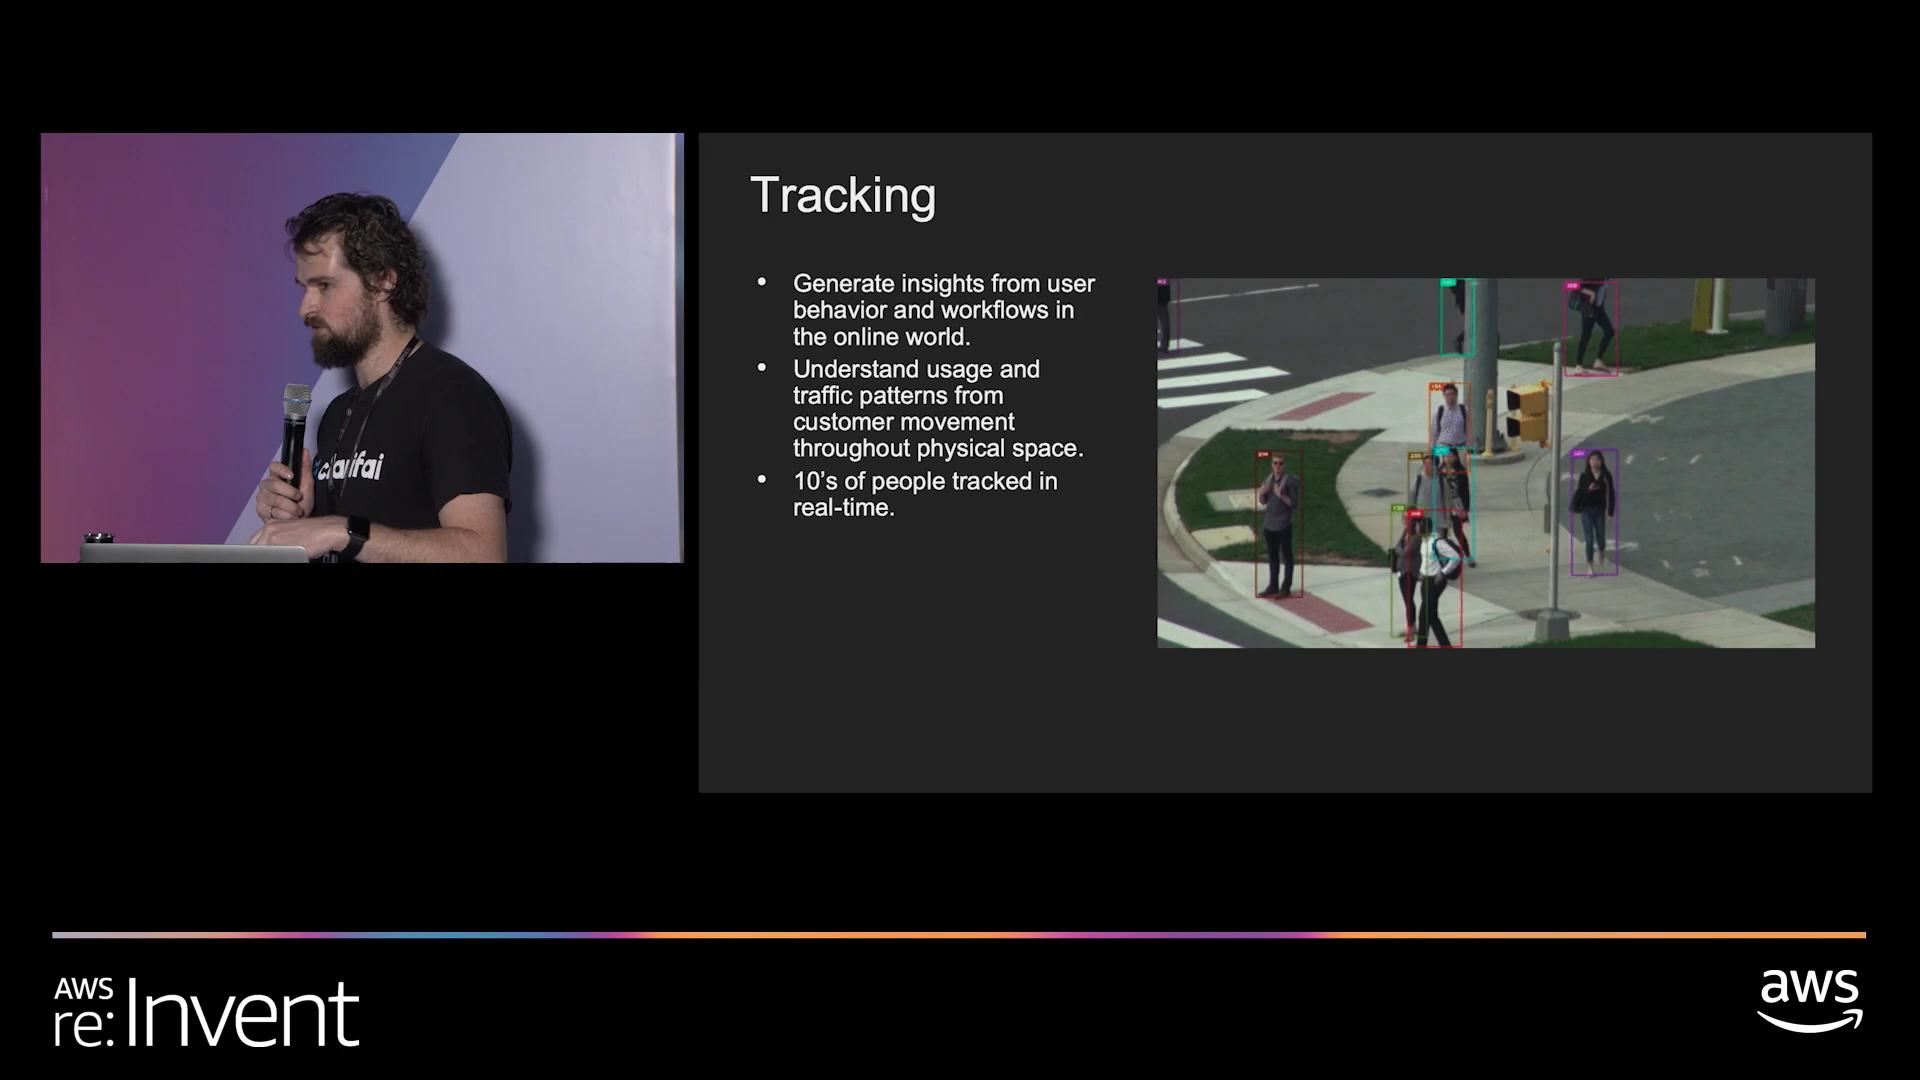 clarifai
Tracking
• Generate insights from user
behavior and workflows in
the online world.
• Understand usage and
traffic patterns from
customer movement
throughout physical space.
• 10’s of people tracked in
real-time.
AWS
re:Invent
aws